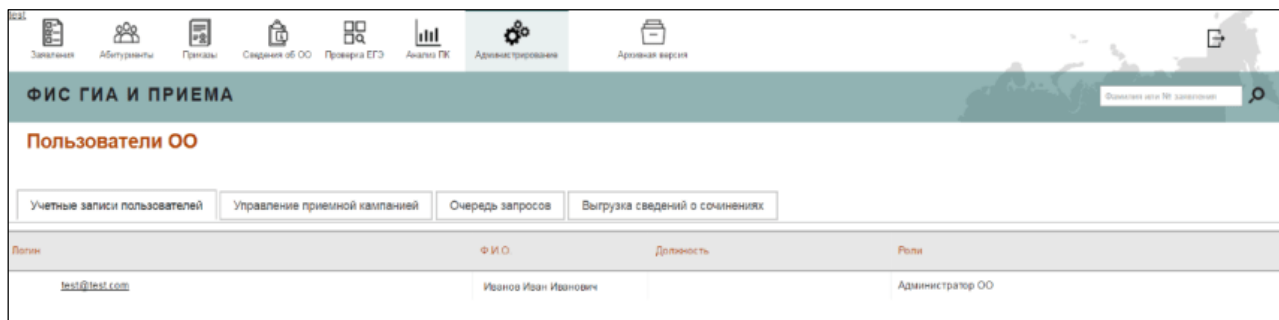 test
Заявления Абитуриенты Приказы Сведения об ОО Проверка ЕГЭ Анализ ПК Администрирование Архивная версия
ФИС ГИА И ПРИЕМА
Фамилия или № заявления
Пользователи ОО
Учетные записи пользователей Управление приемной кампанией Очередь запросов Выгрузка сведений о сочинениях
Логин Ф.И.О. Должность Роли
test@test.com Иванов Иван Иванович Администратор ОО